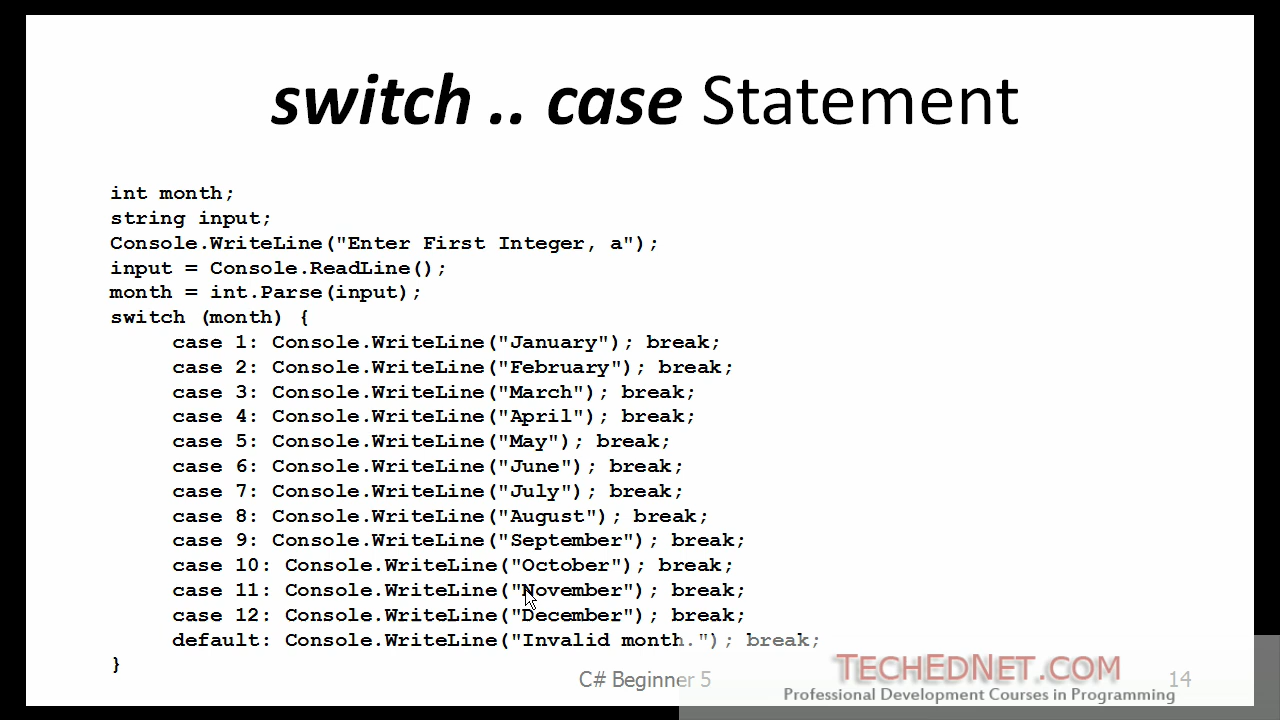 switch .. case Statement
int month;
string input;
Console.WriteLine("Enter First Integer, a");
input = Console.ReadLine();
month = int.Parse(input);
switch (month) {
case 1: Console.WriteLine("January"); break;
case 2: Console.WriteLine("February"); break;
case 3: Console.WriteLine("March"); break;
case 4: Console.WriteLine("April"); break;
case 5: Console.WriteLine("May"); break;
case 6: Console.WriteLine("June"); break;
case 7: Console.WriteLine("July"); break;
case 8: Console.WriteLine("August"); break;
case 9: Console.WriteLine("September"); break;
case 10: Console.WriteLine("October"); break;
case 11: Console.WriteLine("November"); break;
case 12: Console.WriteLine("December"); break;
default: Console.WriteLine("Invalid month."); break;
}
C# Beginner 5
TECHEDNET.COM
14
Professional Development Courses in Programming